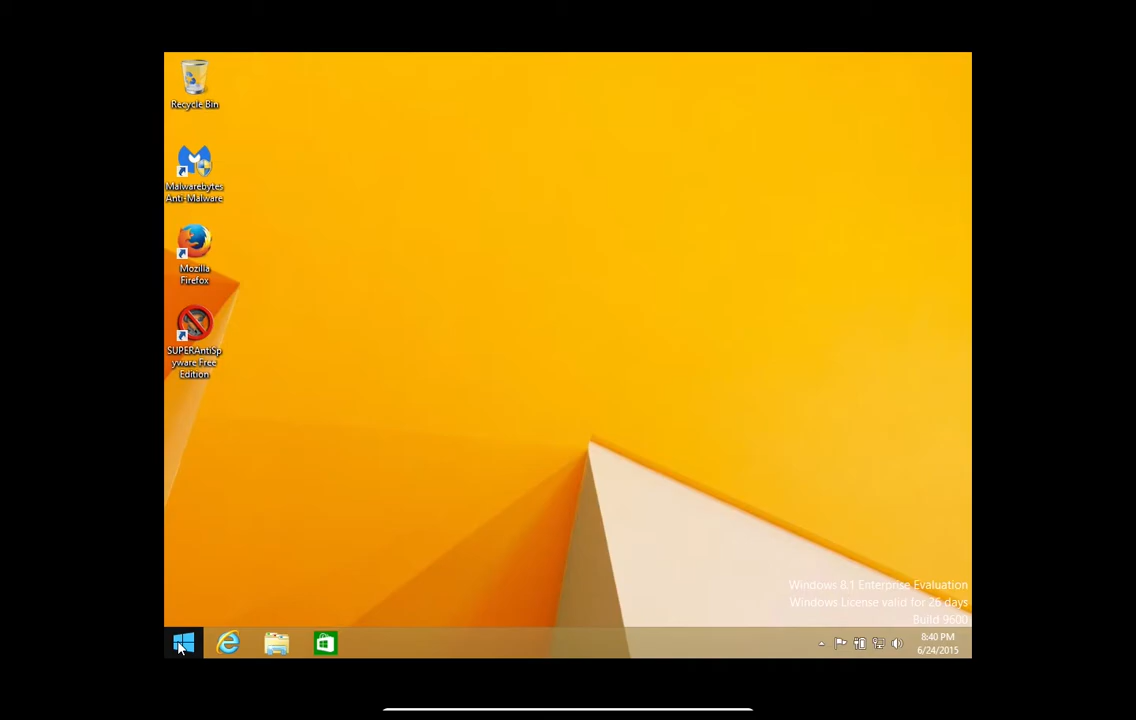 Recycle Bin
Malwarebytes
Anti-Malware
Mozilla
Firefox
SUPERAntiSp
yware Free
Edition
Windows 8.1 Enterprise Evaluation
Windows License valid for 26 days
Build 9600
8:40 PM
6/24/2015